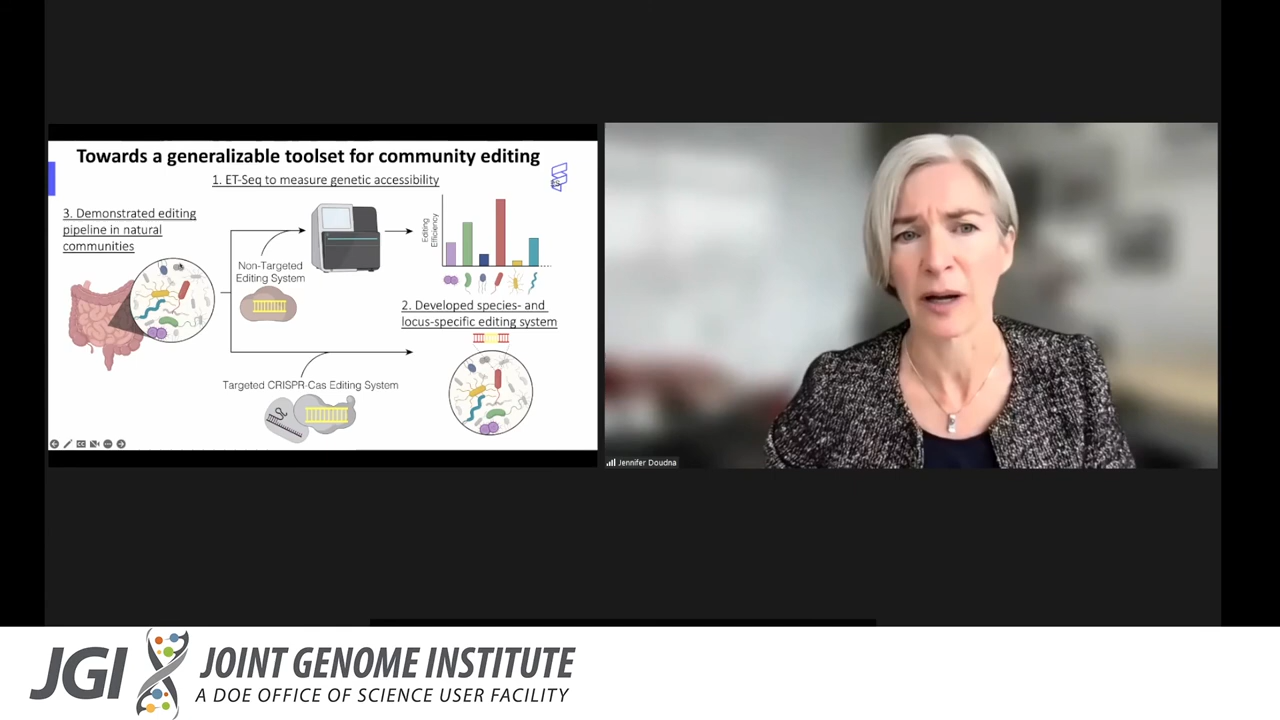 Towards a generalizable toolset for community editing
1. ET-Seq to measure genetic accessibility
3. Demonstrated editing
pipeline in natural
communities
Non-Targeted
Editing System
Editing
Efficiency
2. Developed species- and
locus-specific editing system
Targeted CRISPR-Cas Editing System
Jennifer Doudna
JGI
JOINT GENOME INSTITUTE
A DOE OFFICE OF SCIENCE USER FACILITY